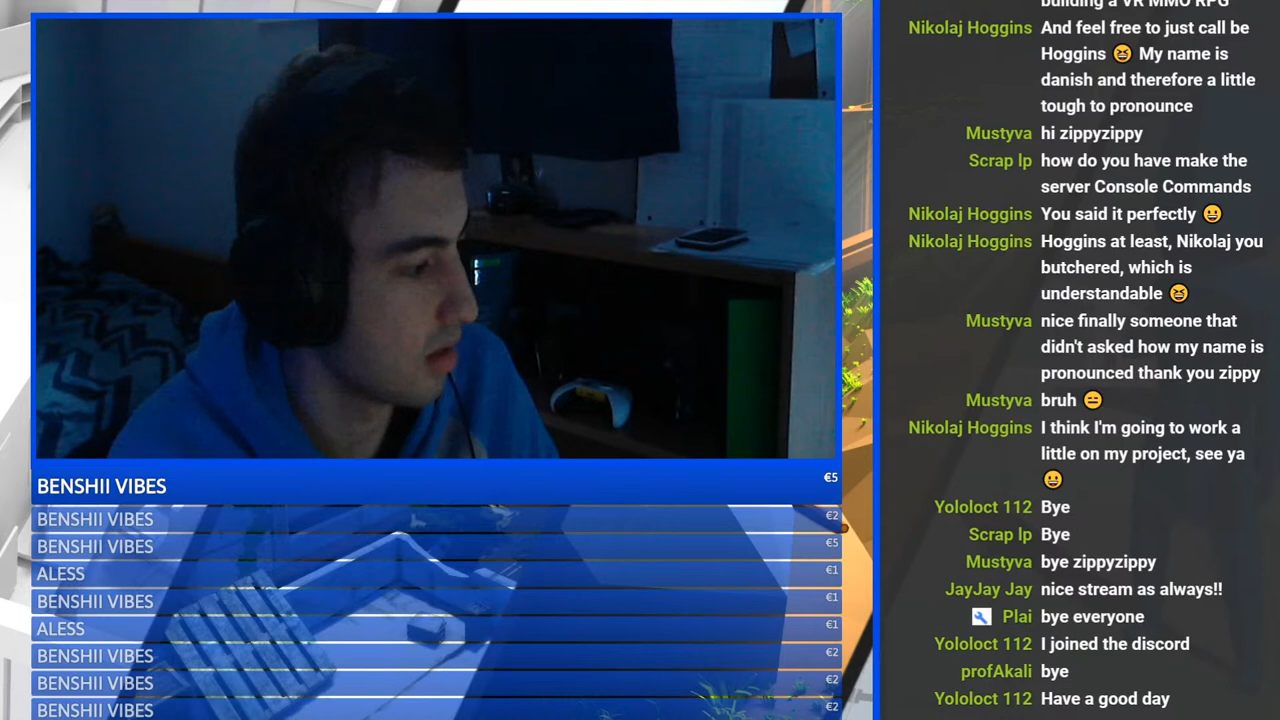 BENSHII VIBES €5
BENSHII VIBES €2
BENSHII VIBES €5
ALESS €1
BENSHII VIBES €1
ALESS €1
BENSHII VIBES €2
BENSHII VIBES €2
BENSHII VIBES €2
building a VR MMO RPG
Nikolaj Hoggins And feel free to just call be
Hoggins 😆 My name is
danish and therefore a little
tough to pronounce
Mustyva hi zippyzippy
Scrap lp how do you have make the
server Console Commands
Nikolaj Hoggins You said it perfectly 😀
Nikolaj Hoggins Hoggins at least, Nikolaj you
butchered, which is
understandable 😆
Mustyva nice finally someone that
didn't asked how my name is
pronounced thank you zippy
Mustyva bruh 😑
Nikolaj Hoggins I think I'm going to work a
little on my project, see ya
😀
Yololoct 112 Bye
Scrap lp Bye
Mustyva bye zippyzippy
JayJay Jay nice stream as always!!
Plai bye everyone
Yololoct 112 I joined the discord
profAkali bye
Yololoct 112 Have a good day